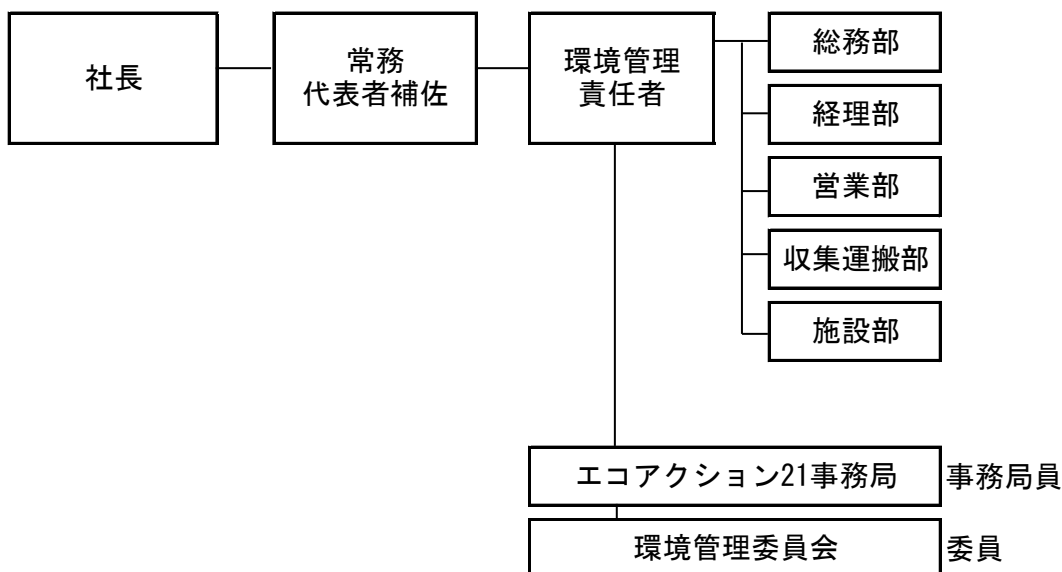 社長
常務
代表者補佐
環境管理
責任者
総務部
経理部
営業部
収集運搬部
施設部
エコアクション21事務局
事務局員
環境管理委員会
委員